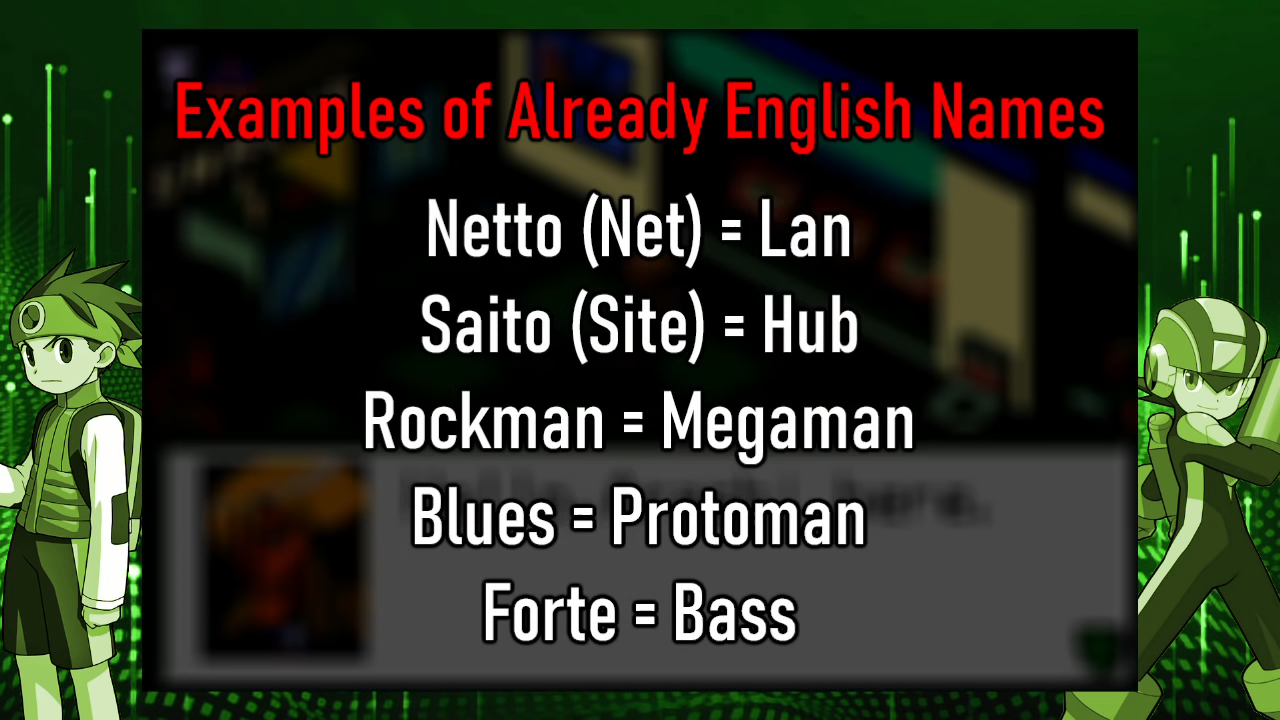 Examples of Already English Names
Netto (Net) = Lan
Saito (Site) = Hub
Rockman = Megaman
Blues = Protoman
Forte = Bass